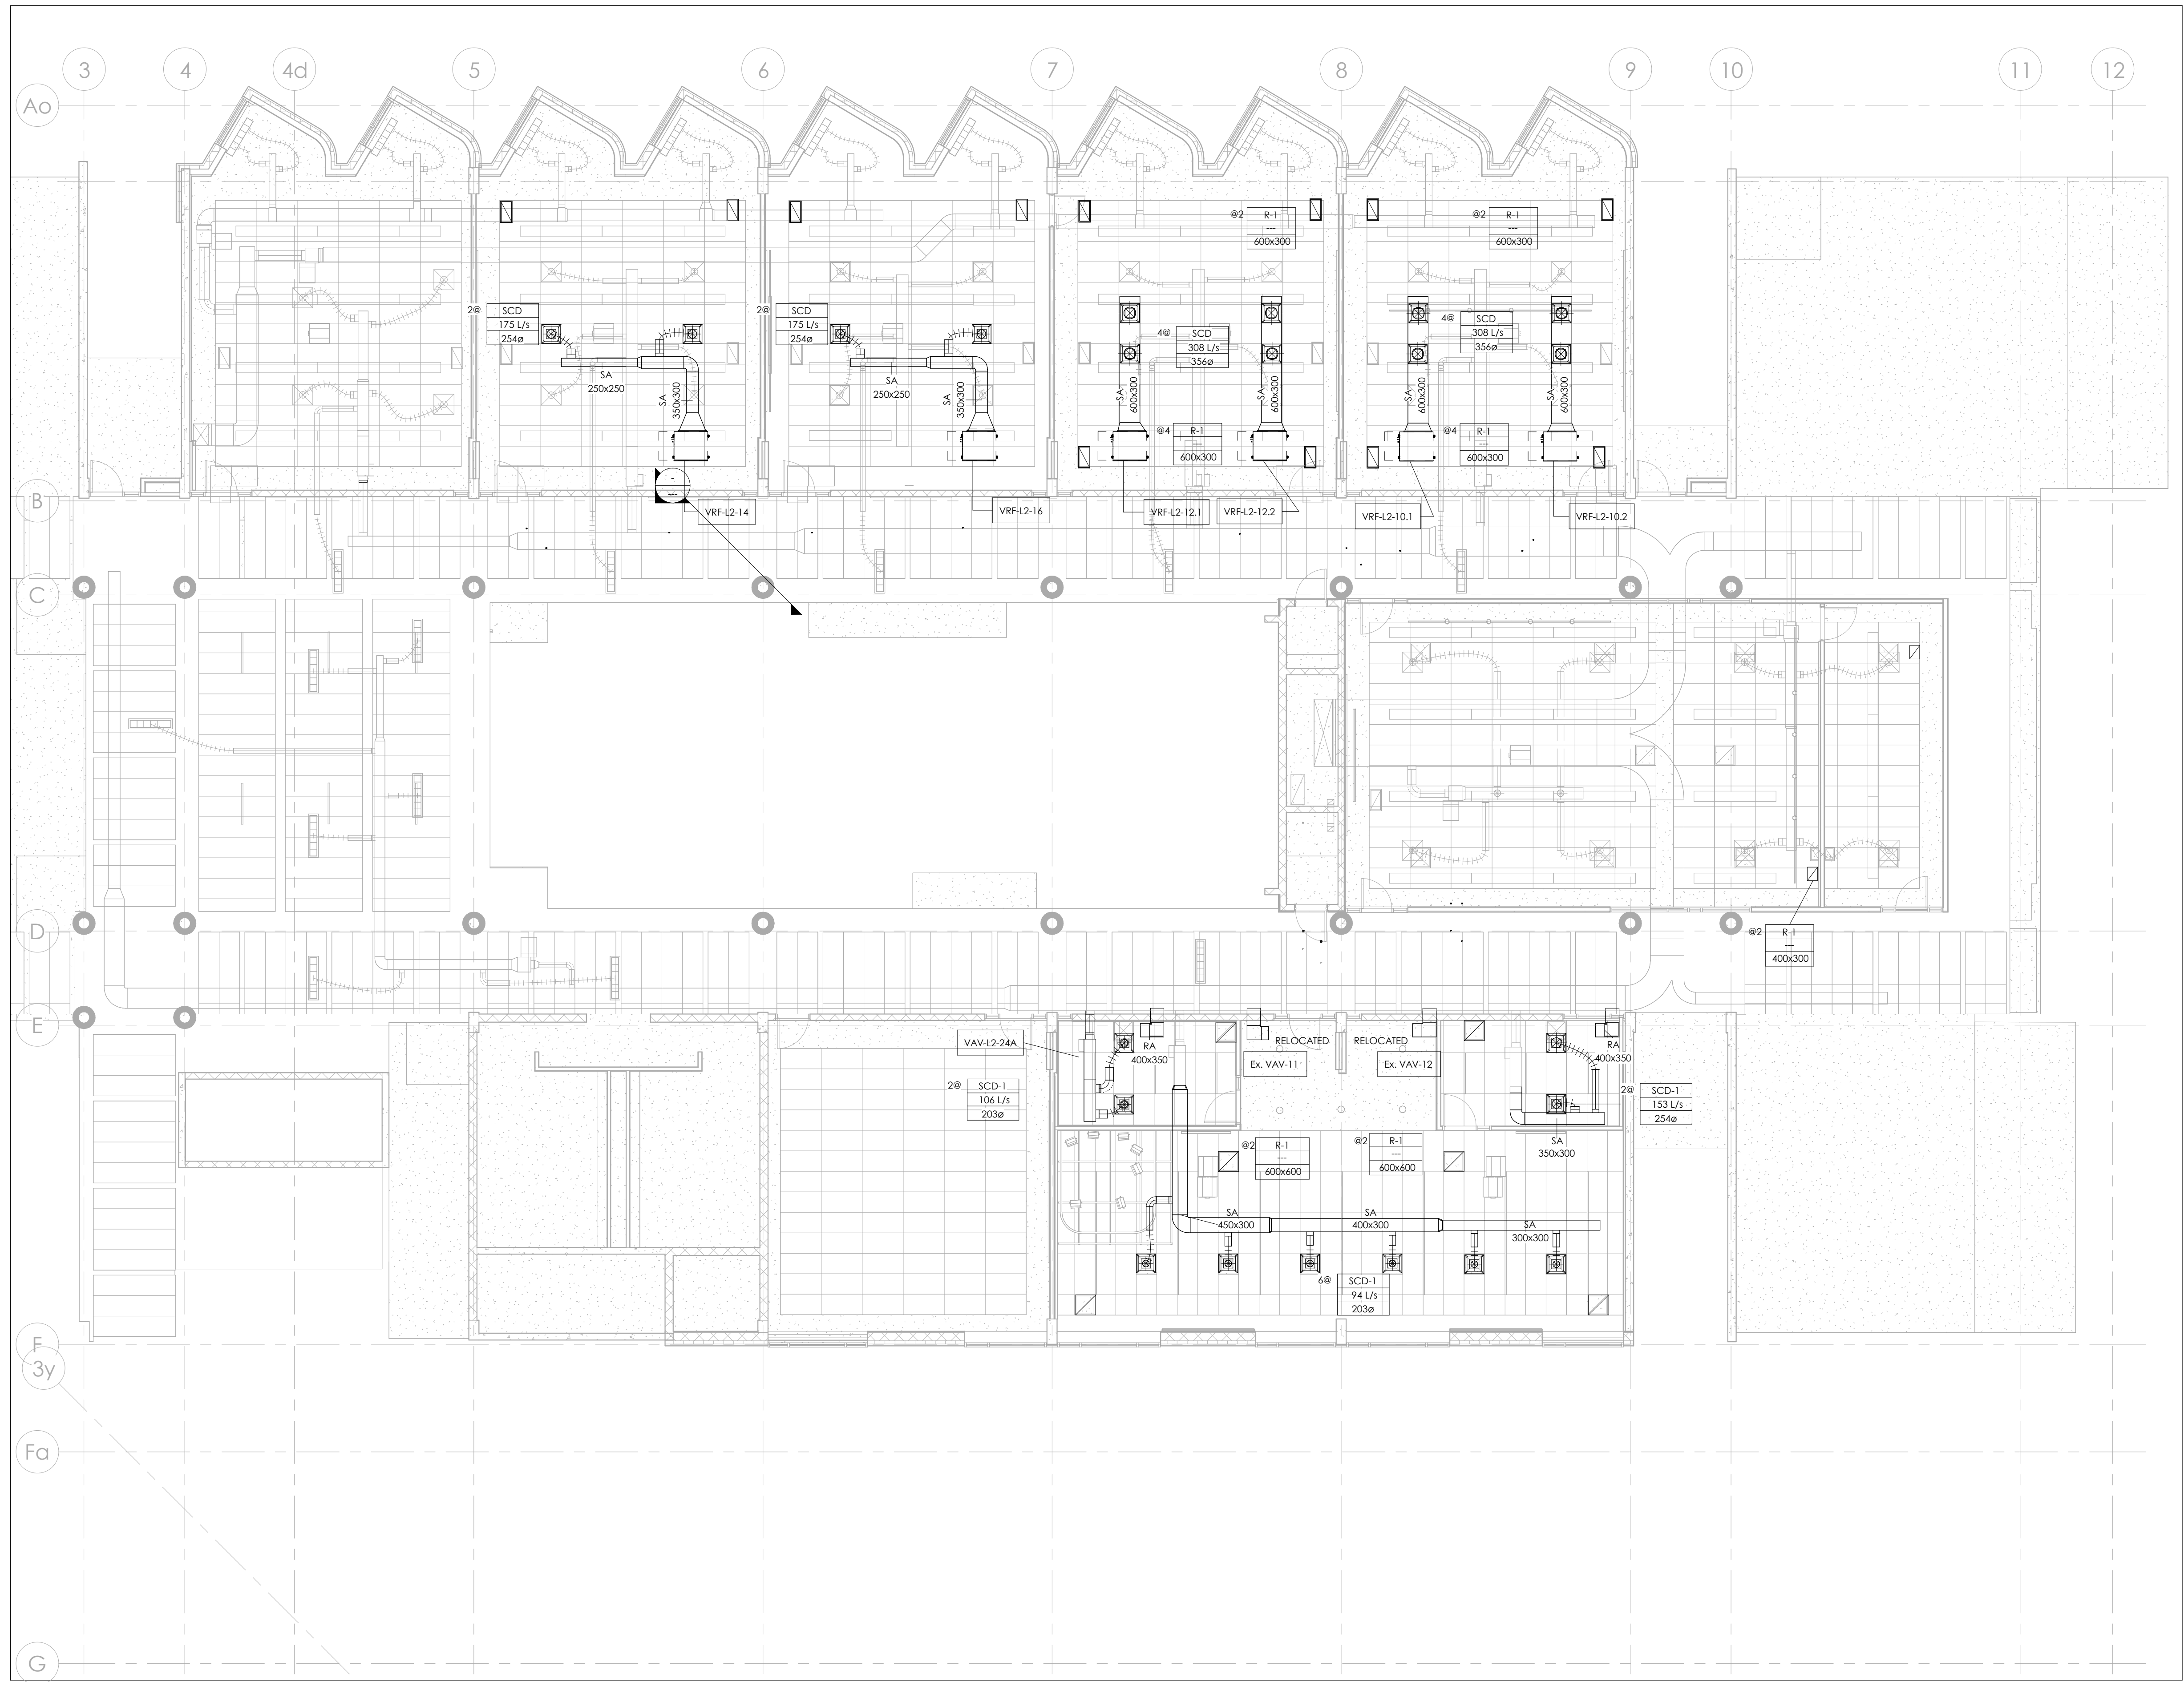 3
4
4d
5
6
7
8
9
10
11
12
Ao
@2 R-1
---
600x300
@2 R-1
---
600x300
2@ SCD
175 L/s
254ø
2@ SCD
175 L/s
254ø
4@ SCD
308 L/s
356ø
4@ SCD
308 L/s
356ø
SA
250x250
SA
350x300
SA
250x250
SA
350x300
SA
600x300
SA
600x300
SA
600x300
SA
600x300
@4 R-1
---
600x300
@4 R-1
---
600x300
B
VRF-L2-14
VRF-L2-16
VRF-L2-12.1
VRF-L2-12.2
VRF-L2-10.1
VRF-L2-10.2
C
D
@2 R-1
---
400x300
E
VAV-L2-24A
RA
400x350
RELOCATED
Ex. VAV-11
RELOCATED
Ex. VAV-12
RA
400x350
2@ SCD-1
106 L/s
203ø
2@ SCD-1
153 L/s
254ø
@2 R-1
---
600x600
@2 R-1
---
600x600
SA
350x300
SA
450x300
SA
400x300
SA
300x300
6@ SCD-1
94 L/s
203ø
F
3y
Fa
G